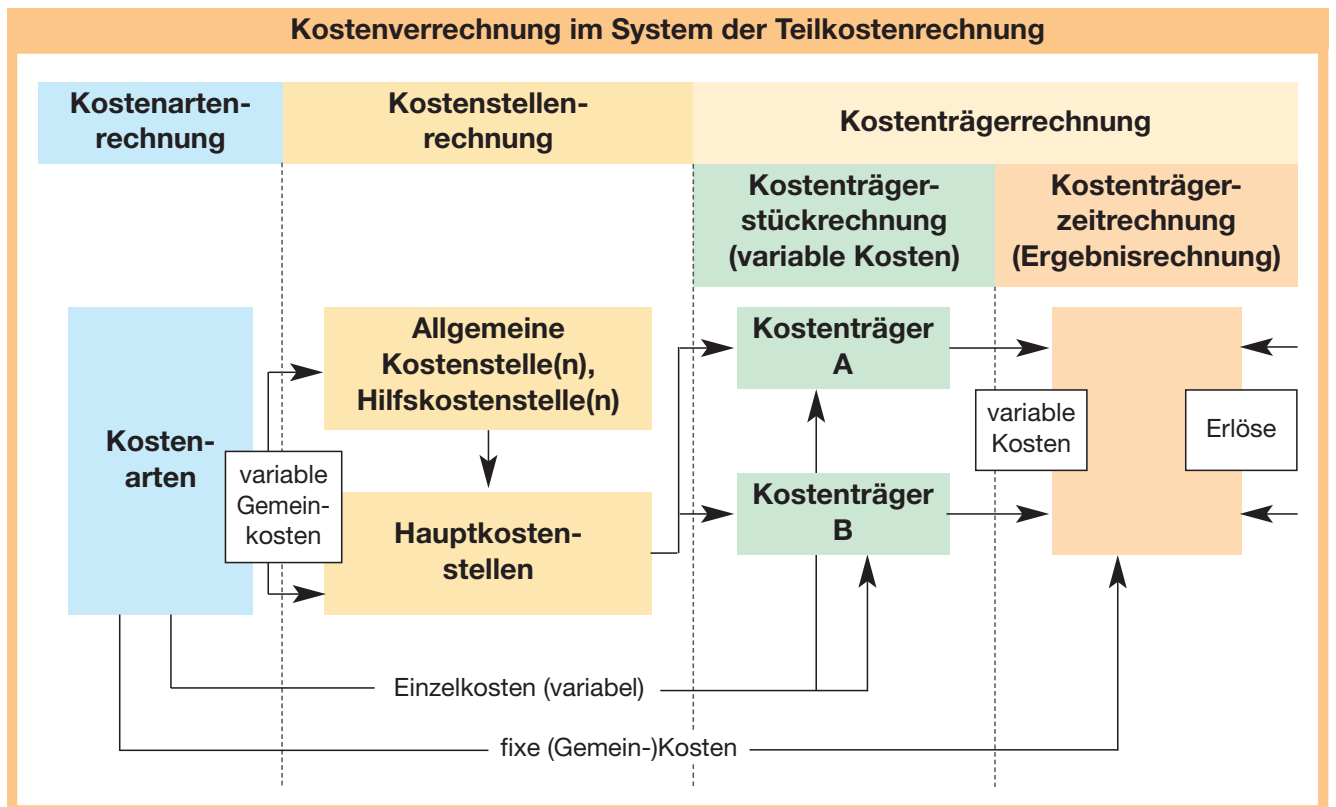 Kostenverrechnung im System der Teilkostenrechnung
Kostenarten-
rechnung
Kostenstellen-
rechnung
Kostenträgerrechnung
Kostenträger-
stückrechnung
(variable Kosten)
Kostenträger-
zeitrechnung
(Ergebnisrechnung)
Kosten-
arten
variable
Gemein-
kosten
Allgemeine
Kostenstelle(n),
Hilfskostenstelle(n)
Hauptkosten-
stellen
Kostenträger
A
Kostenträger
B
variable
Kosten
Erlöse
Einzelkosten (variabel)
fixe (Gemein-)Kosten